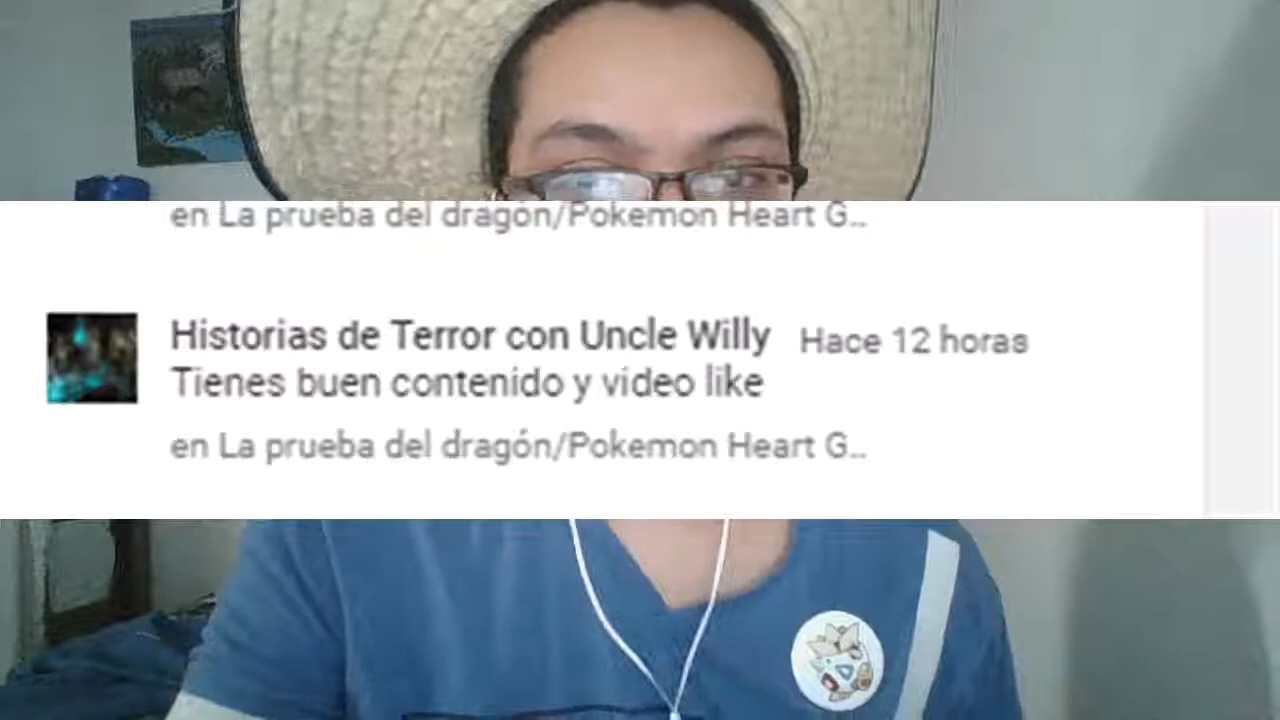 en La prueba del dragón/Pokemon Heart G...
Historias de Terror con Uncle Willy Hace 12 horas
Tienes buen contenido y video like
en La prueba del dragón/Pokemon Heart G...